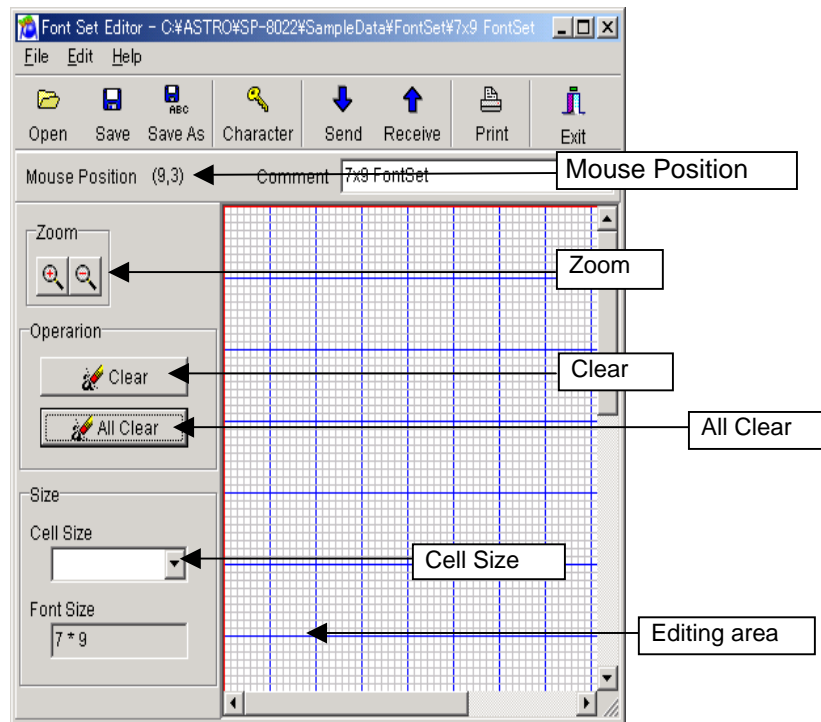 Font Set Editor - C:¥ASTRO¥SP-8022¥SampleData¥FontSet¥7x9 FontSet
File Edit Help
Open Save Save As Character Send Receive Print Exit
ABC
Mouse Position (9,3) Comment 7x9 FontSet
Mouse Position
Zoom
Zoom
Operarion
Clear
Clear
All Clear
All Clear
Size
Cell Size
Cell Size
Font Size
7 * 9
Editing area